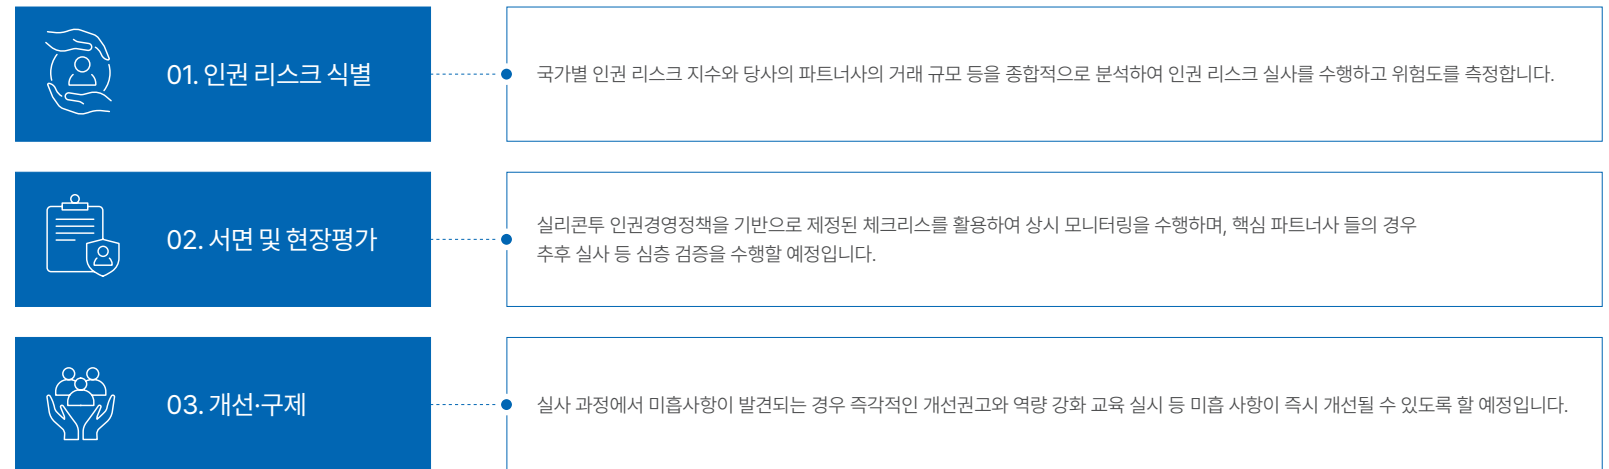 01. 인권 리스크 식별
국가별 인권 리스크 지수와 당사의 파트너사의 거래 규모 등을 종합적으로 분석하여 인권 리스크 실사를 수행하고 위험도를 측정합니다.
02. 서면 및 현장평가
실리콘투 인권경영정책을 기반으로 제정된 체크리스를 활용하여 상시 모니터링을 수행하며, 핵심 파트너사 들의 경우
추후 실사 등 심층 검증을 수행할 예정입니다.
03. 개선·구제
실사 과정에서 미흡사항이 발견되는 경우 즉각적인 개선권고와 역량 강화 교육 실시 등 미흡 사항이 즉시 개선될 수 있도록 할 예정입니다.